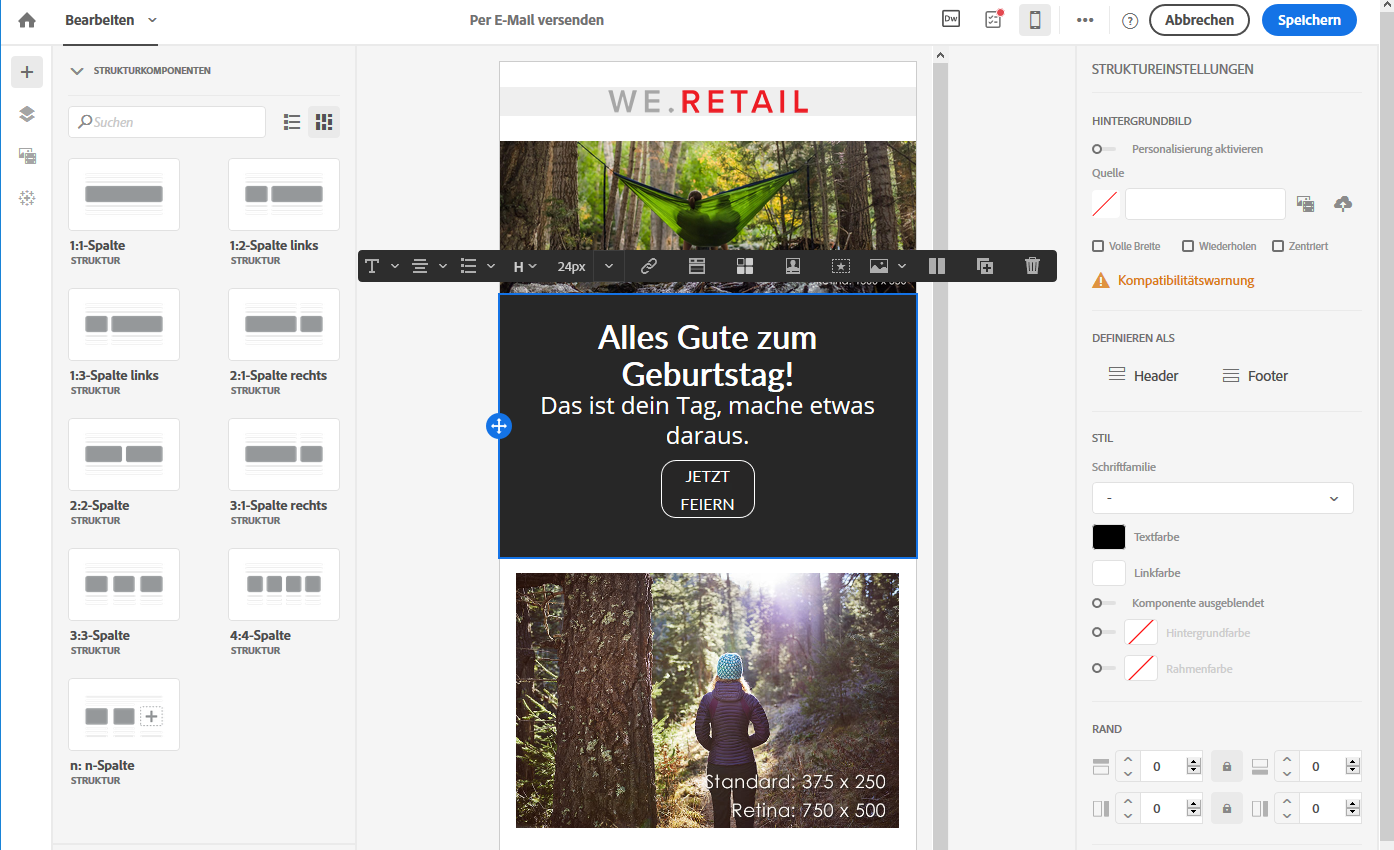 Bearbeiten
Per E-Mail versenden
Dw
Abbrechen
Speichern
STRUKTURKOMPONENTEN
Suchen
1:1-Spalte
STRUKTUR
1:2-Spalte links
STRUKTUR
1:3-Spalte links
STRUKTUR
2:1-Spalte rechts
STRUKTUR
2:2-Spalte
STRUKTUR
3:1-Spalte rechts
STRUKTUR
3:3-Spalte
STRUKTUR
4:4-Spalte
STRUKTUR
n: n-Spalte
STRUKTUR
WE.RETAIL
T
H
24px
Alles Gute zum
Geburtstag!
Das ist dein Tag, mache etwas
daraus.
JETZT
FEIERN
Standard: 375 x 250
Retina: 750 x 500
STRUKTUREINSTELLUNGEN
HINTERGRUNDBILD
Personalisierung aktivieren
Quelle
Volle Breite
Wiederholen
Zentriert
Kompatibilitätswarnung
DEFINIEREN ALS
Header
Footer
STIL
Schriftfamilie
-
Textfarbe
Linkfarbe
Komponente ausgeblendet
Hintergrundfarbe
Rahmenfarbe
RAND
0
0
0
0